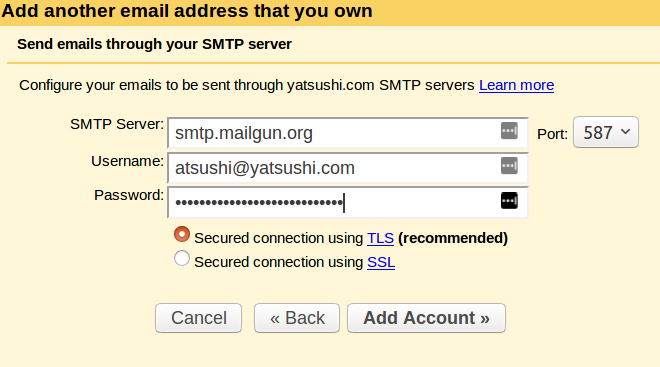 Add another email address that you own
Send emails through your SMTP server
Configure your emails to be sent through yatsushi.com SMTP servers Learn more
SMTP Server: smtp.mailgun.org Port: 587
Username: atsushi@yatsushi.com
Password: ••••••••••••••••••••••••••••
Secured connection using TLS (recommended)
Secured connection using SSL
Cancel « Back Add Account »